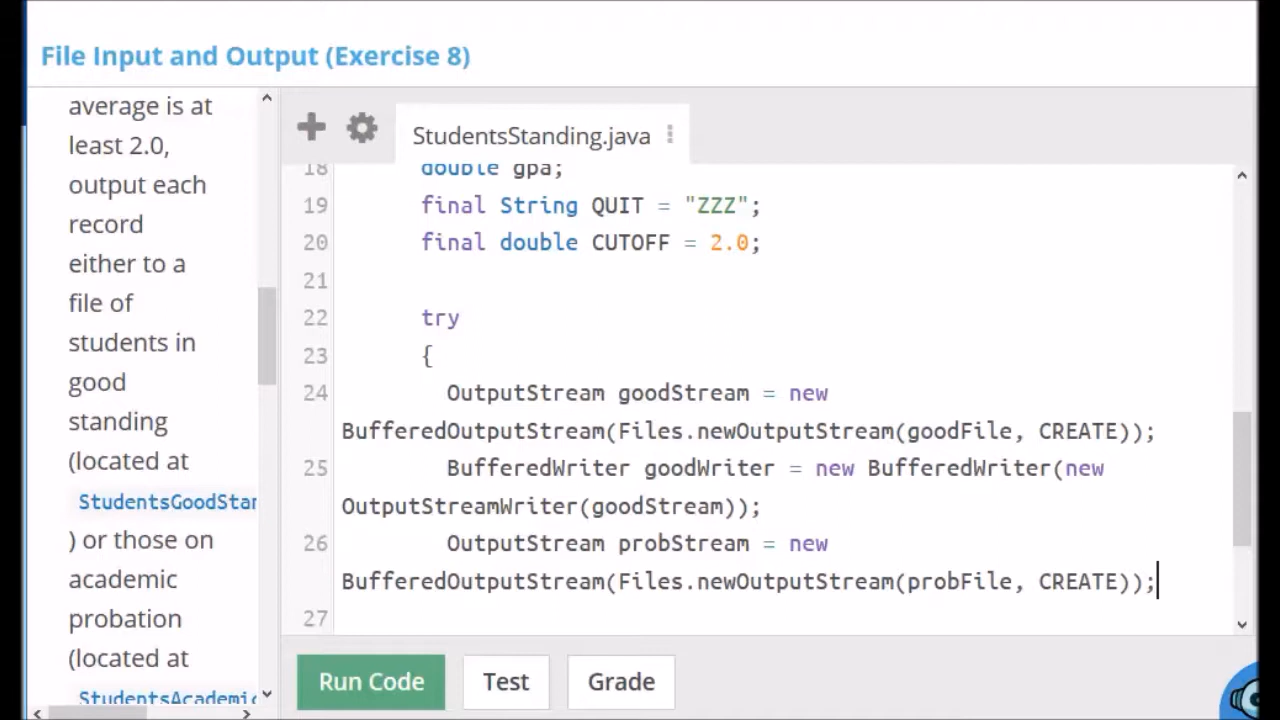 File Input and Output (Exercise 8)
average is at
least 2.0,
output each
record
either to a
file of
students in
good
standing
(located at
StudentsGoodStan
) or those on
academic
probation
(located at
StudentsAcademic
StudentsStanding.java
18 double gpa;
19 final String QUIT = "ZZZ";
20 final double CUTOFF = 2.0;
21
22 try
23 {
24 OutputStream goodStream = new
BufferedOutputStream(Files.newOutputStream(goodFile, CREATE));
25 BufferedWriter goodWriter = new BufferedWriter(new
OutputStreamWriter(goodStream));
26 OutputStream probStream = new
BufferedOutputStream(Files.newOutputStream(probFile, CREATE));
27
Run Code Test Grade